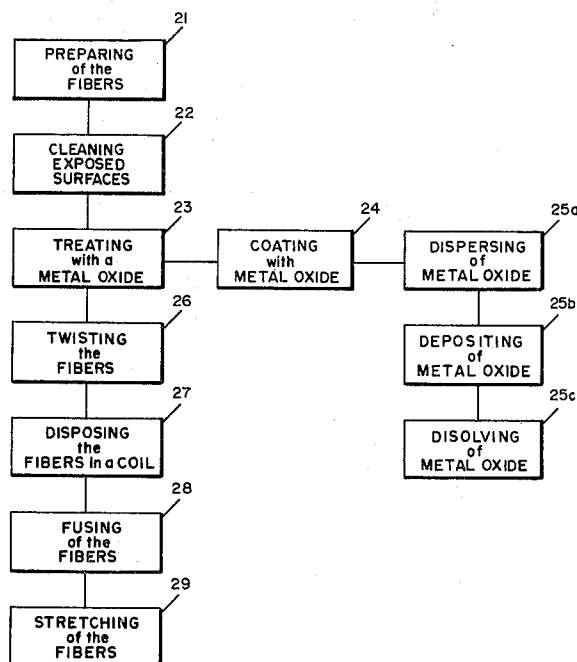 21
PREPARING
of the
FIBERS
22
CLEANING
EXPOSED
SURFACES
23
TREATING
with a
METAL OXIDE
24
COATING
with
METAL OXIDE
25a
DISPERSING
of
METAL OXIDE
25b
DEPOSITING
of
METAL OXIDE
25c
DISOLVING
of
METAL OXIDE
26
TWISTING
the
FIBERS
27
DISPOSING
the
FIBERS in a COIL
28
FUSING
of the
FIBERS
29
STRETCHING
of the
FIBERS